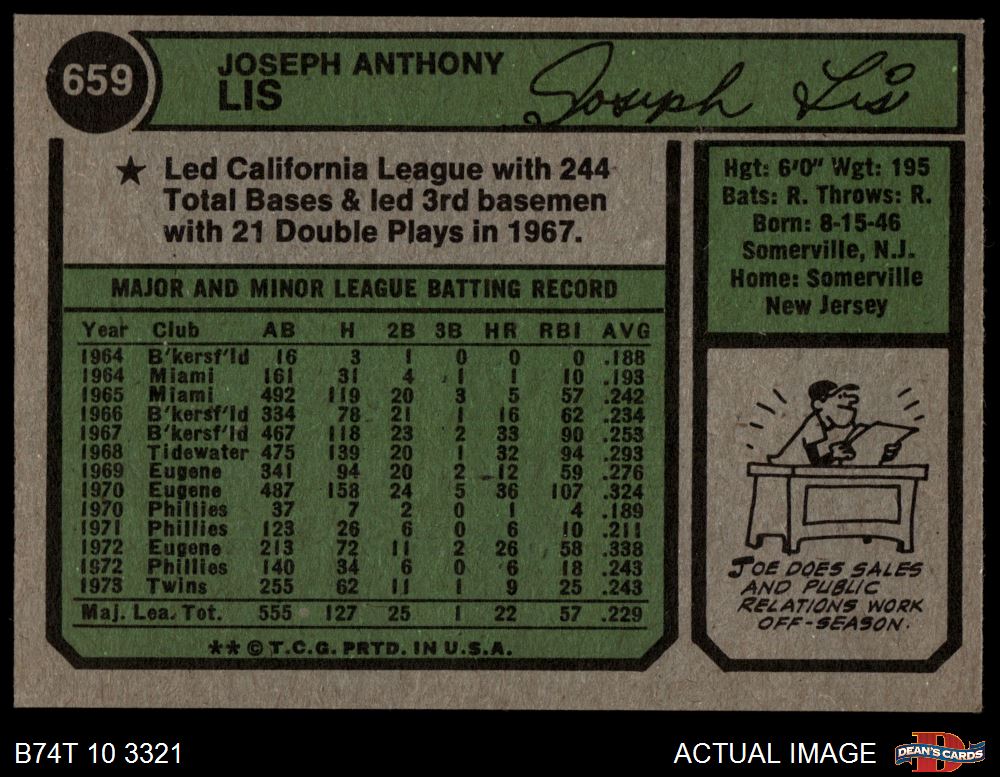 659
JOSEPH ANTHONY
LIS
Joseph Lis
★ Led California League with 244
Total Bases & led 3rd basemen
with 21 Double Plays in 1967.
Hgt: 6'0" Wgt: 195
Bats: R. Throws: R.
Born: 8-15-46
Somerville, N.J.
Home: Somerville
New Jersey
MAJOR AND MINOR LEAGUE BATTING RECORD
Year Club AB H 2B 3B HR RBI AVG
1964 B'kersf'ld 16 3 1 0 0 0 .188
1964 Miami 161 31 4 1 1 10 .193
1965 Miami 492 119 20 3 5 57 .242
1966 B'kersf'ld 334 78 21 1 16 62 .234
1967 B'kersf'ld 467 118 23 2 33 90 .253
1968 Tidewater 475 139 20 1 32 94 .293
1969 Eugene 341 94 20 2 12 59 .276
1970 Eugene 487 158 24 5 36 107 .324
1970 Phillies 37 7 2 0 1 4 .189
1971 Phillies 123 26 6 0 6 10 .211
1972 Eugene 213 72 11 2 26 58 .338
1972 Phillies 140 34 6 0 6 18 .243
1973 Twins 255 62 11 1 9 25 .243
Maj. Lea. Tot. 555 127 25 1 22 57 .229
** © T.C.G. PRTD. IN U.S.A.
JOE DOES SALES
AND PUBLIC
RELATIONS WORK
OFF-SEASON.
B74T 10 3321
ACTUAL IMAGE
DEAN'S CARDS